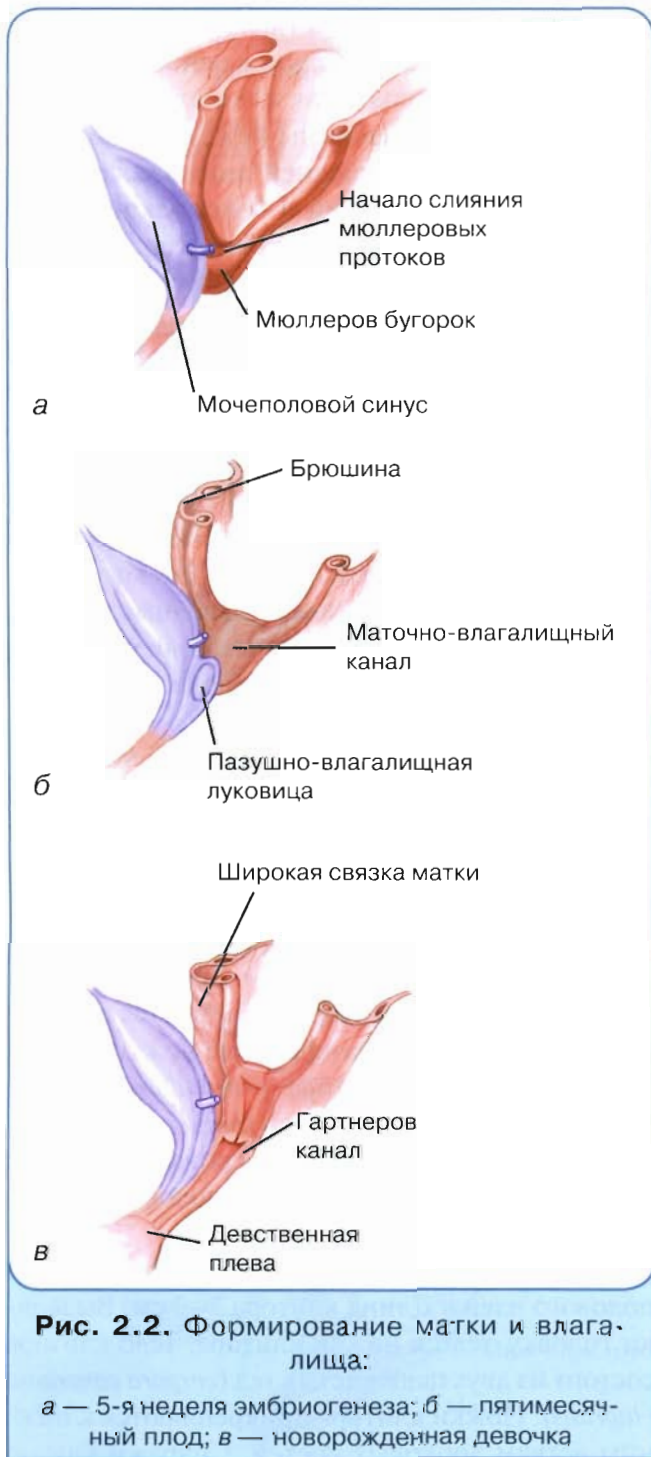 Начало слияния
мюллеровых
протоков
Мюллеров бугорок
Мочеполовой синус
а
Брюшина
Маточно-влагалищный
канал
Пазушно-влагалищная
луковица
б
Широкая связка матки
Гартнеров
канал
Девственная
плева
в
Рис. 2.2. Формирование матки и влага-
лища:
а — 5-я неделя эмбриогенеза; б — пятимесяч-
ный плод; в — новорожденная девочка